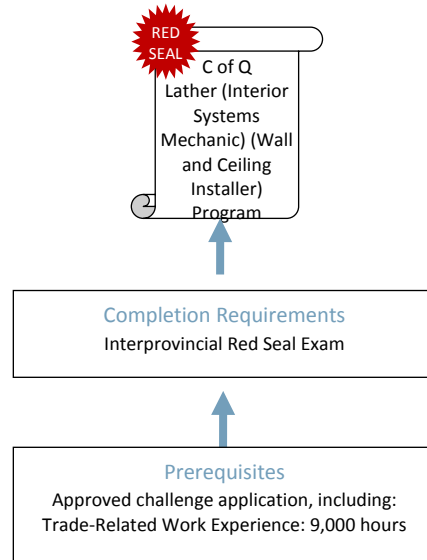 RED
SEAL
C of Q
Lather (Interior
Systems
Mechanic) (Wall
and Ceiling
Installer)
Program
Completion Requirements
Interprovincial Red Seal Exam
Prerequisites
Approved challenge application, including:
Trade-Related Work Experience: 9,000 hours